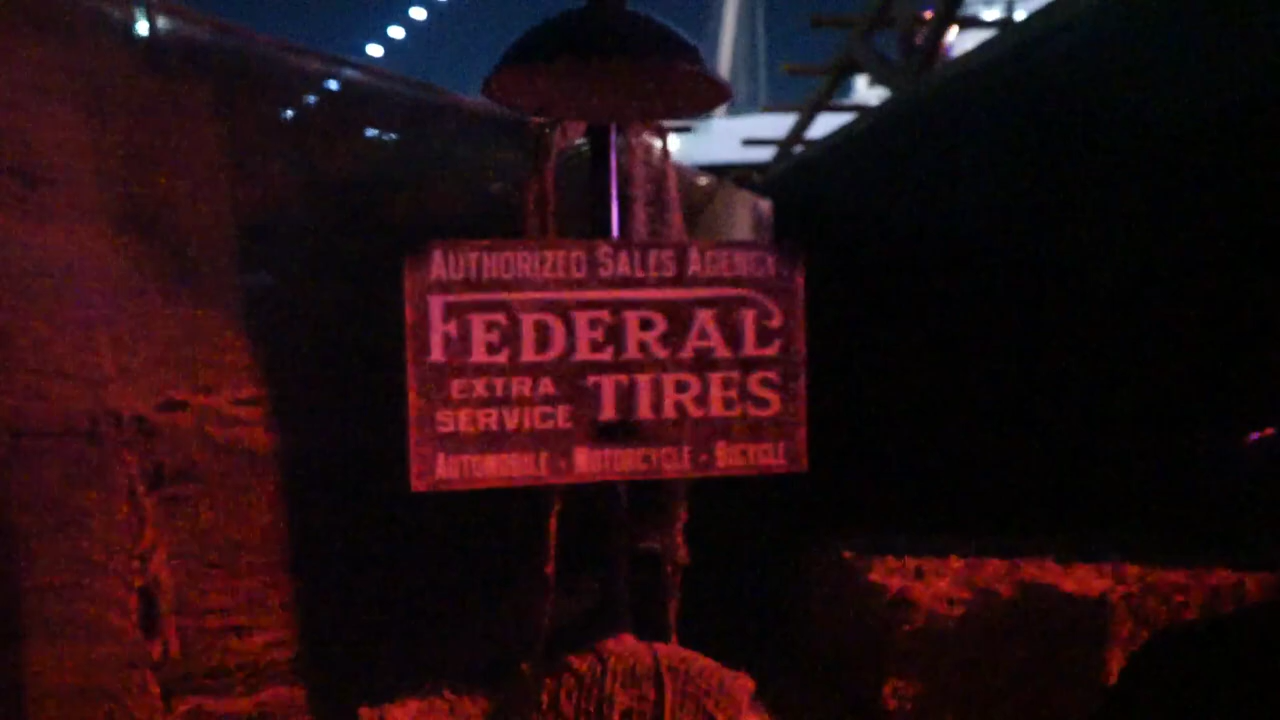 AUTHORIZED SALES AGENCY
FEDERAL
EXTRA SERVICE TIRES
AUTOMOBILE - MOTORCYCLE - BICYCLE